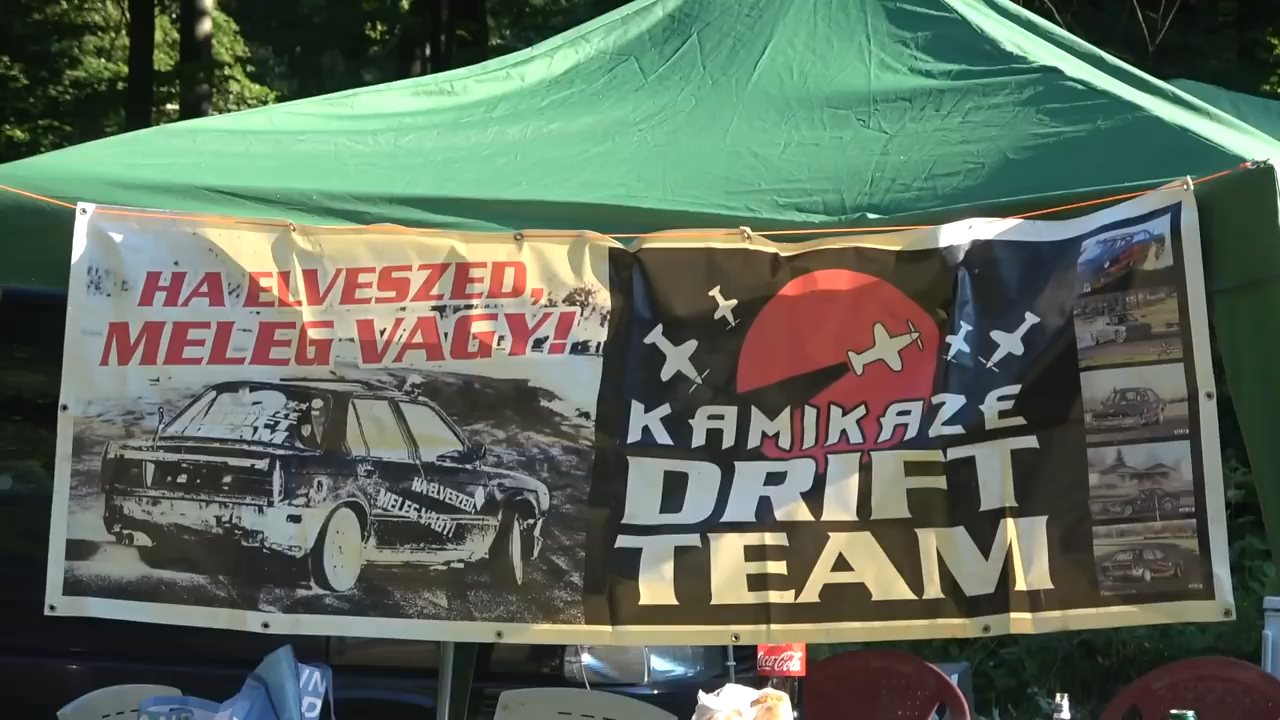 HA ELVESZED,
MELEG VAGY!
HA ELVESZED,
MELEG VAGY!
KAMIKAZE
DRIFT
TEAM
Coca-Cola